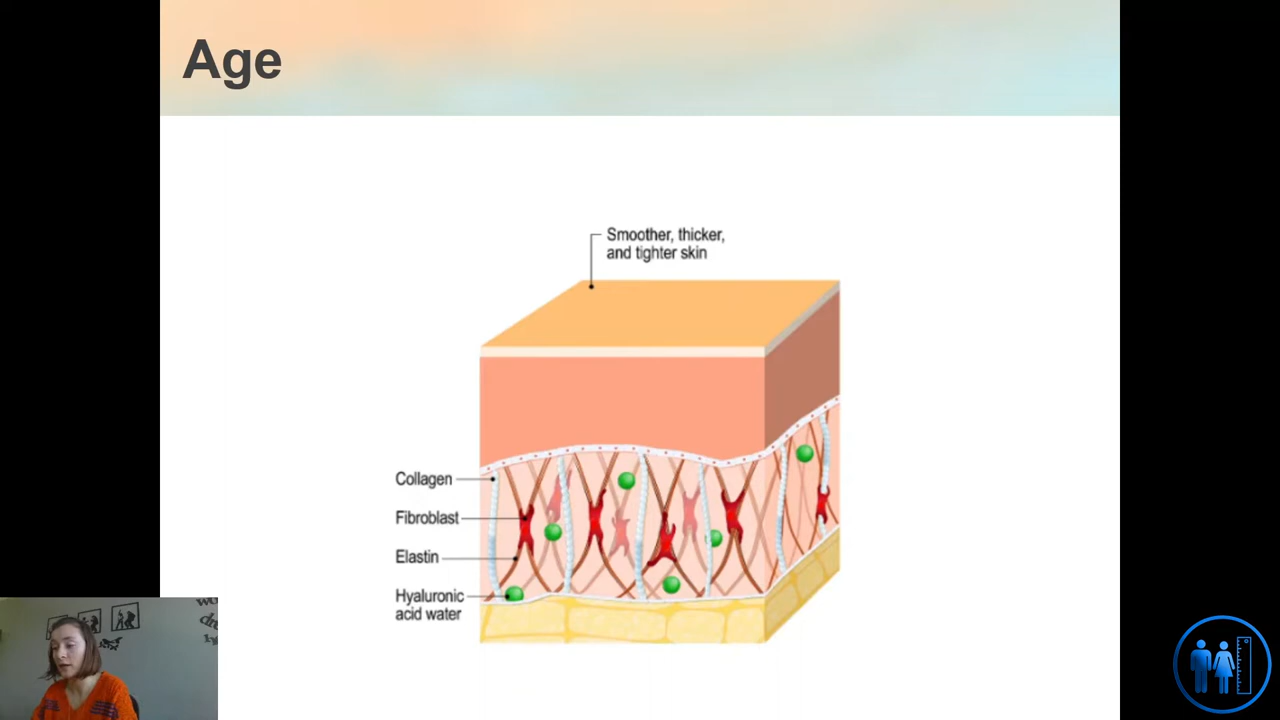 Age
Smoother, thicker,
and tighter skin
Collagen
Fibroblast
Elastin
Hyaluronic
acid water